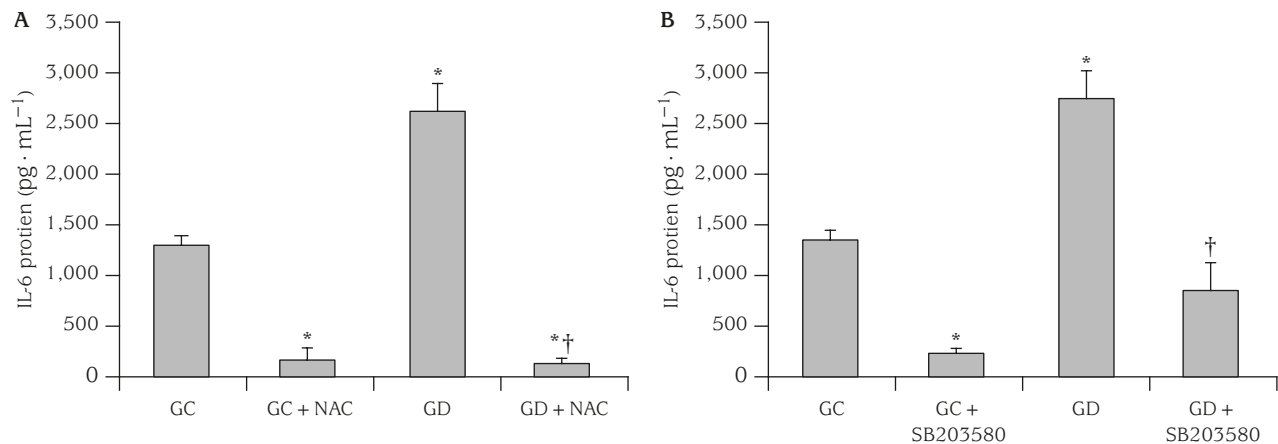 A
IL-6 protien (pg · mL−1)
3,500
3,000
2,500
2,000
1,500
1,000
500
0
*
*
*†
GC
GC + NAC
GD
GD + NAC
B
IL-6 protien (pg · mL−1)
3,500
3,000
2,500
2,000
1,500
1,000
500
0
*
*
†
GC
GC +
SB203580
GD
GD +
SB203580